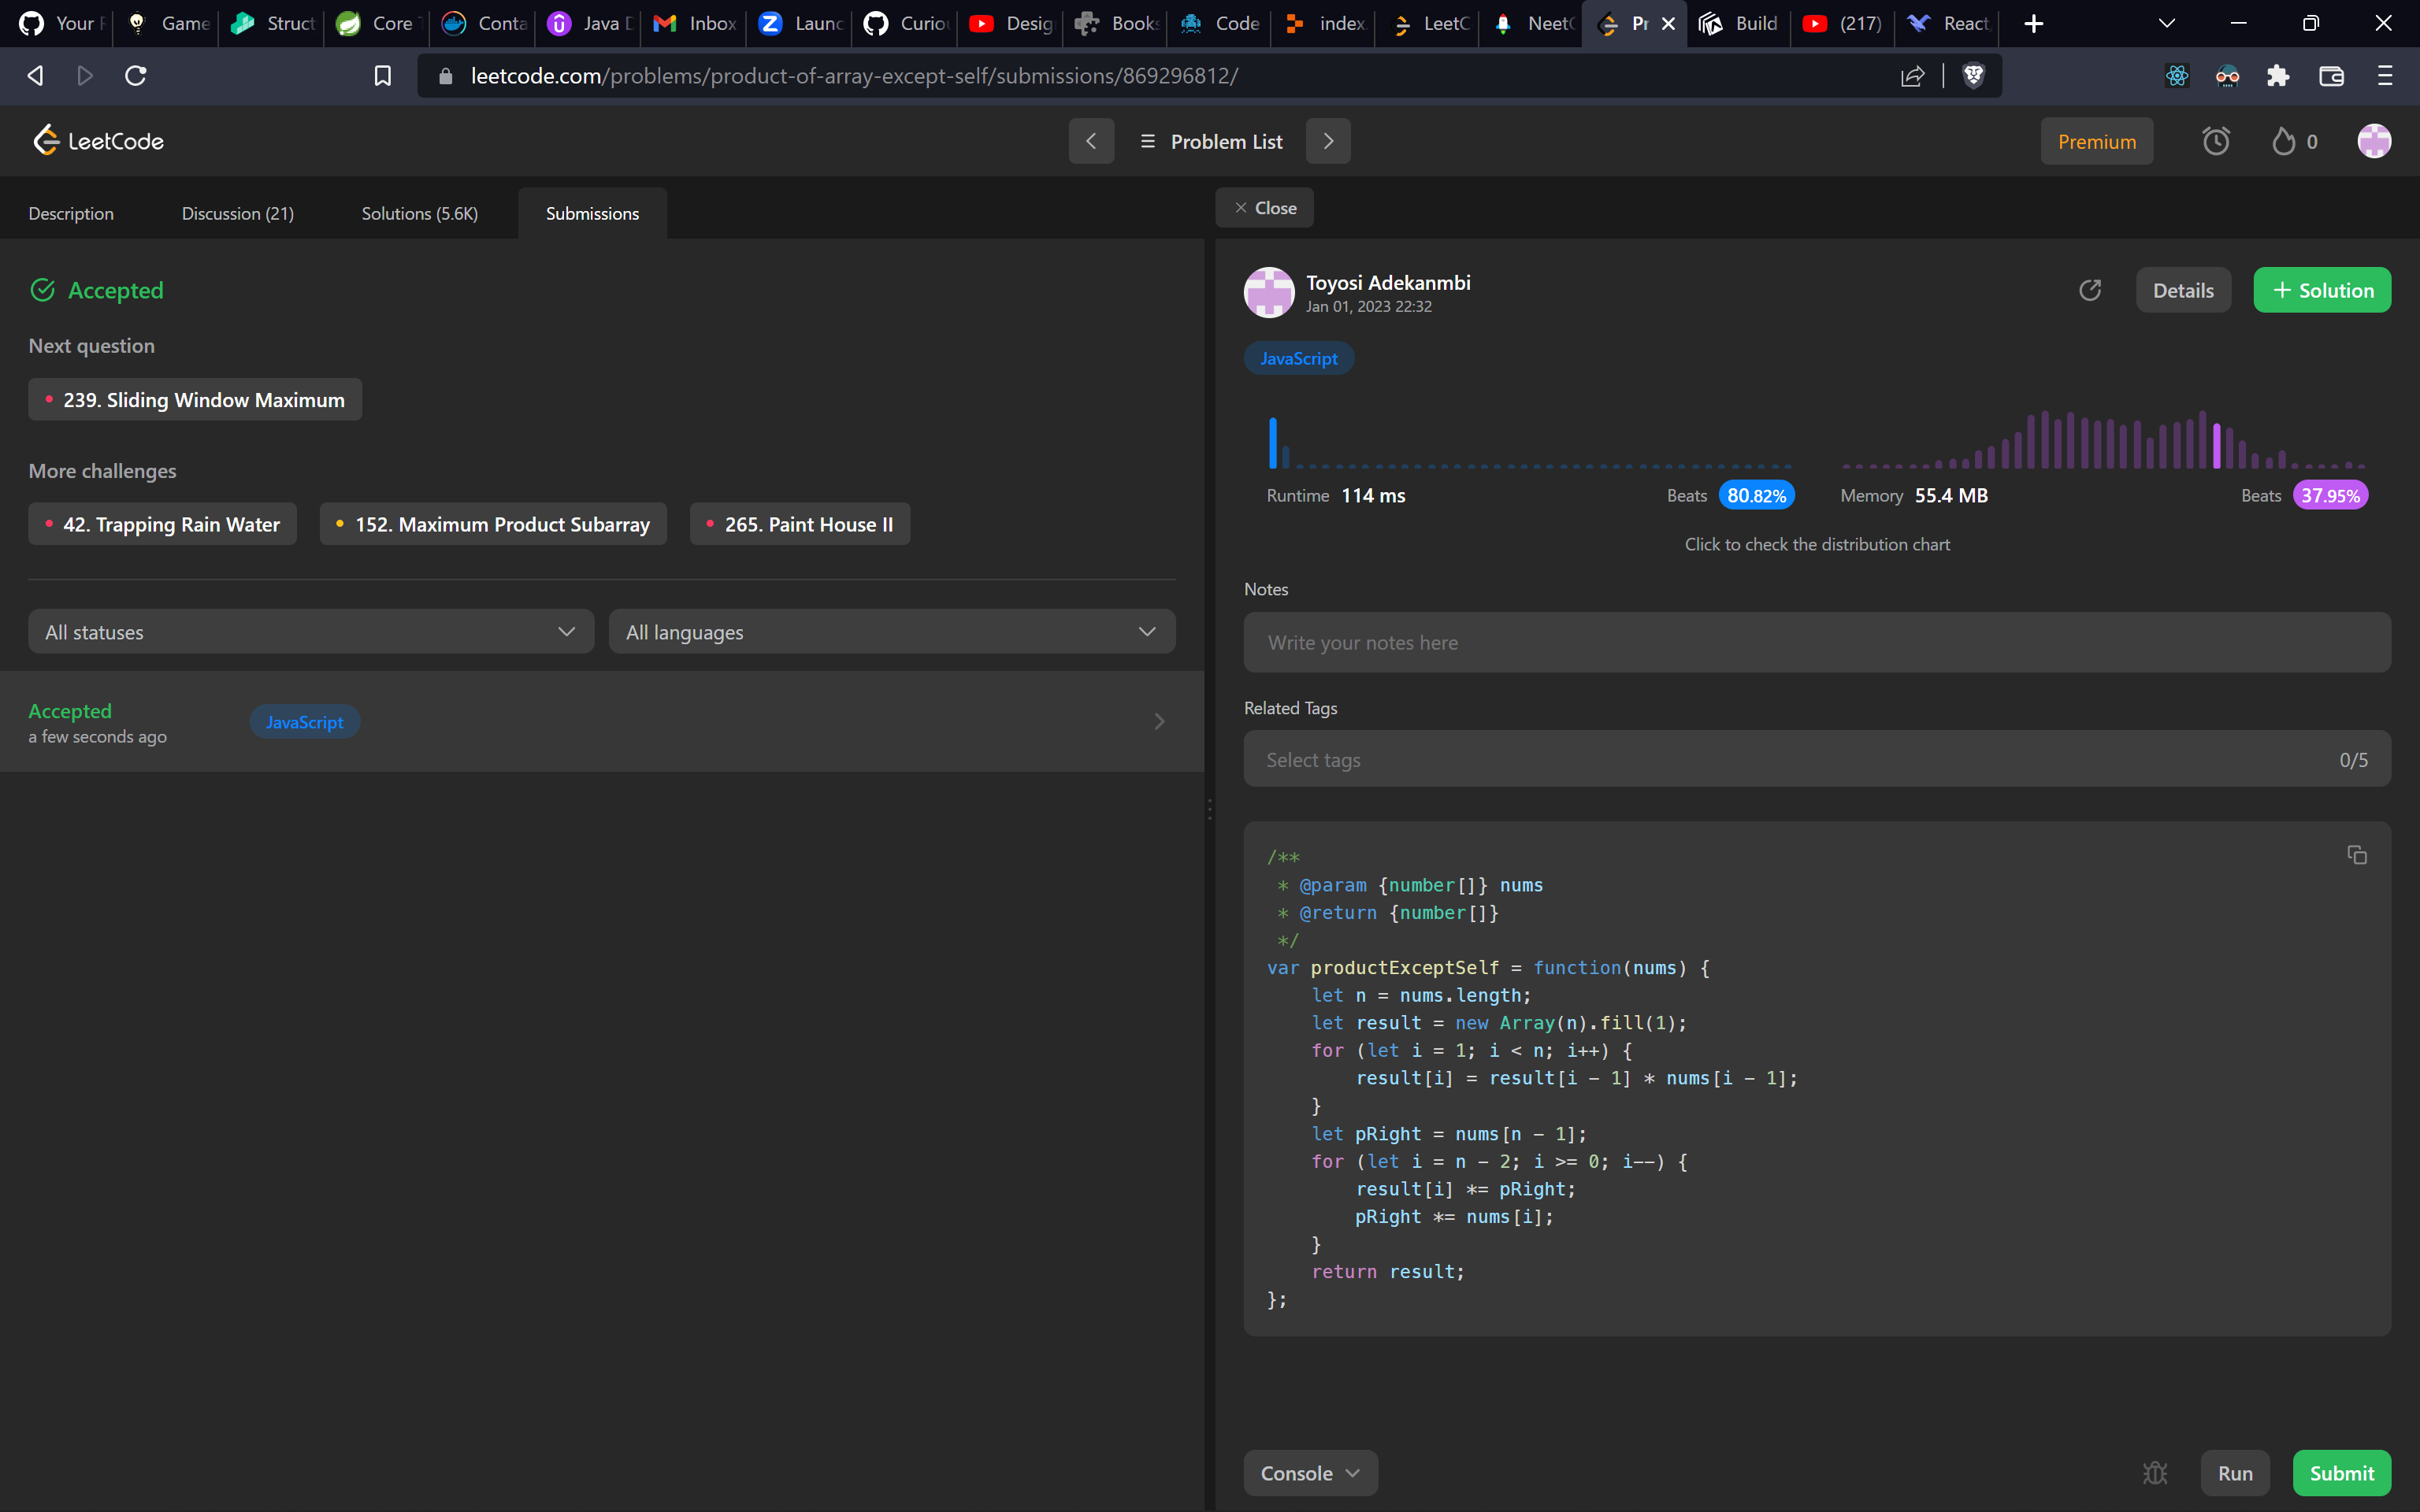 Your
Game
Struct
Core
Conta
Java
Inbox
Launc
Curio
Desig
Books
Code
index.
LeetC
Neet
Pr
Build
(217)
React
leetcode.com/problems/product-of-array-except-self/submissions/869296812/
LeetCode
Problem List
Premium
0
Description
Discussion (21)
Solutions (5.6K)
Submissions
Close
Accepted
Next question
239. Sliding Window Maximum
More challenges
42. Trapping Rain Water
152. Maximum Product Subarray
265. Paint House II
All statuses
All languages
Accepted
a few seconds ago
JavaScript
Toyosi Adekanmbi
Jan 01, 2023 22:32
Details
+ Solution
JavaScript
Runtime 114 ms
Beats 80.82%
Memory 55.4 MB
Beats 37.95%
Click to check the distribution chart
Notes
Write your notes here
Related Tags
Select tags
0/5
/**
 * @param {number[]} nums
 * @return {number[]}
 */
var productExceptSelf = function(nums) {
    let n = nums.length;
    let result = new Array(n).fill(1);
    for (let i = 1; i < n; i++) {
        result[i] = result[i - 1] * nums[i - 1];
    }
    let pRight = nums[n - 1];
    for (let i = n - 2; i >= 0; i--) {
        result[i] *= pRight;
        pRight *= nums[i];
    }
    return result;
};
Console
Run
Submit